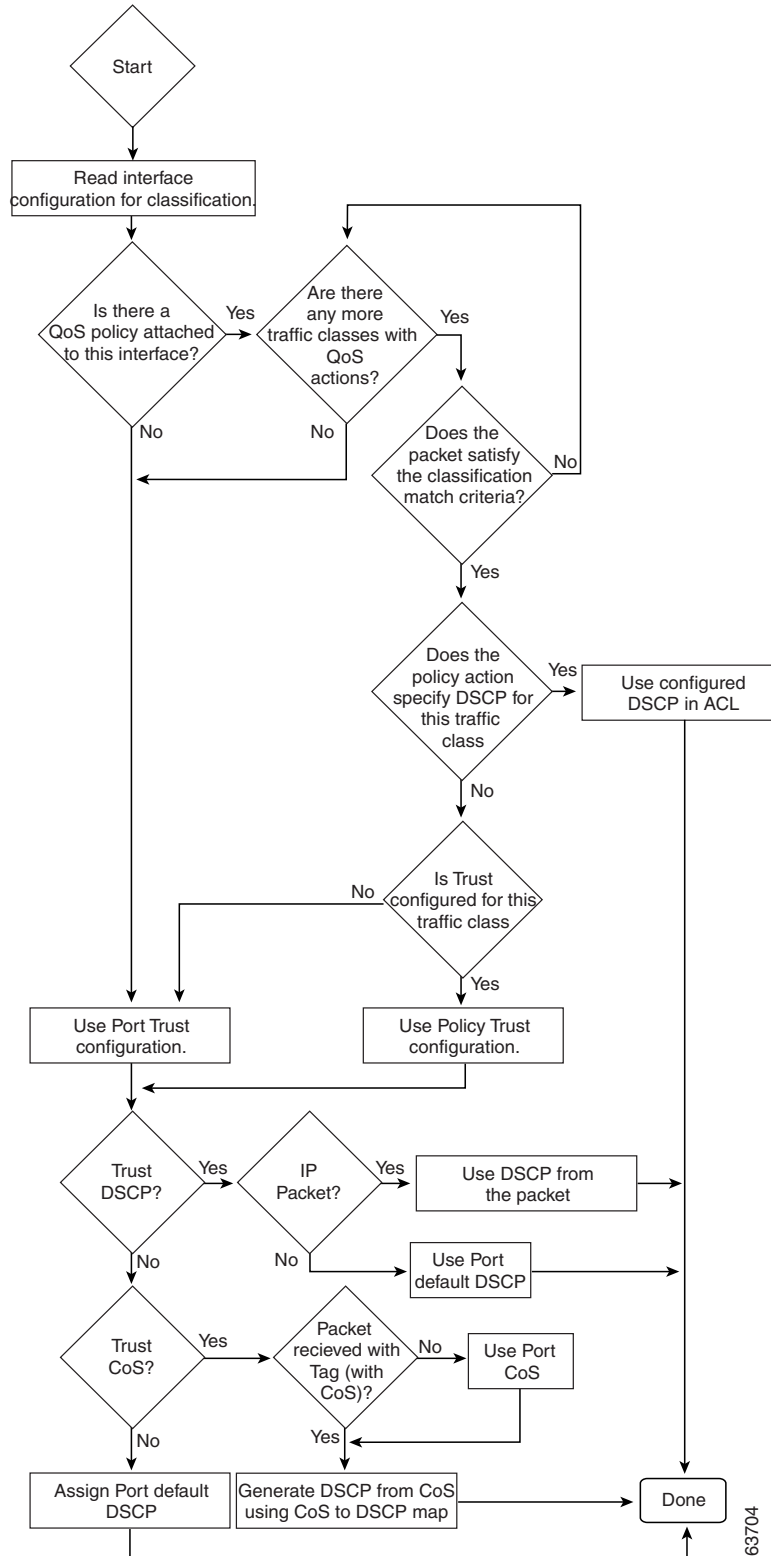 Start
Read interface
configuration for classification.
Is there a
QoS policy attached
to this interface?
Yes
Are there
any more
traffic classes with
QoS
actions?
Yes
No
No
Does the
packet satisfy
the classification
match criteria?
No
Yes
Does the
policy action
specify DSCP for
this traffic
class
Yes
Use configured
DSCP in ACL
No
Is Trust
configured for this
traffic class
No
Yes
Use Port Trust
configuration.
Use Policy Trust
configuration.
Trust
DSCP?
Yes
IP
Packet?
Yes
Use DSCP from
the packet
No
No
Use Port
default DSCP
Trust
CoS?
Yes
Packet
recieved with
Tag (with
CoS)?
No
Use Port
CoS
No
Yes
Assign Port default
DSCP
Generate DSCP from CoS
using CoS to DSCP map
Done
63704